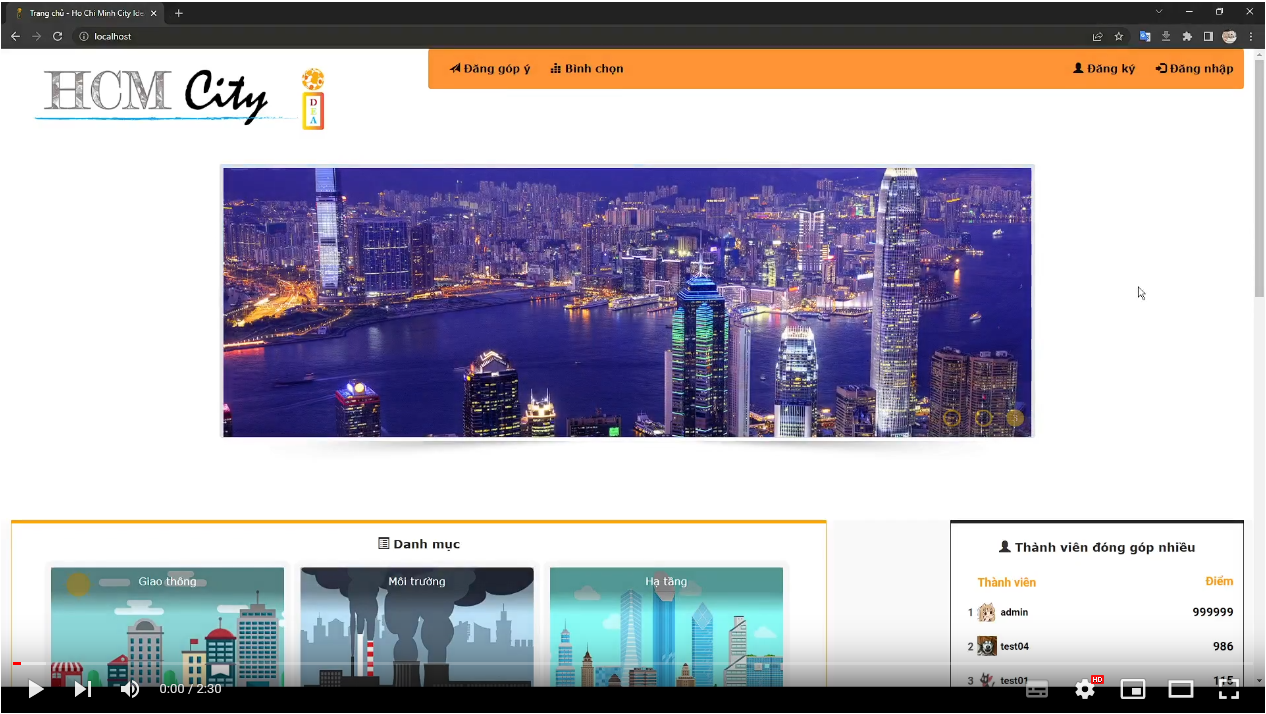 Trang chủ - Ho Chi Minh City Ide
localhost
HCM City
I
D
E
A
Đăng góp ý
Bình chọn
Đăng ký
Đăng nhập
Danh mục
Giao thông
Môi trường
Hạ tầng
Thành viên đóng góp nhiều
Thành viên Điểm
1 admin 999999
2 test04 986
3 test01 115
0:00 / 2:30
HD